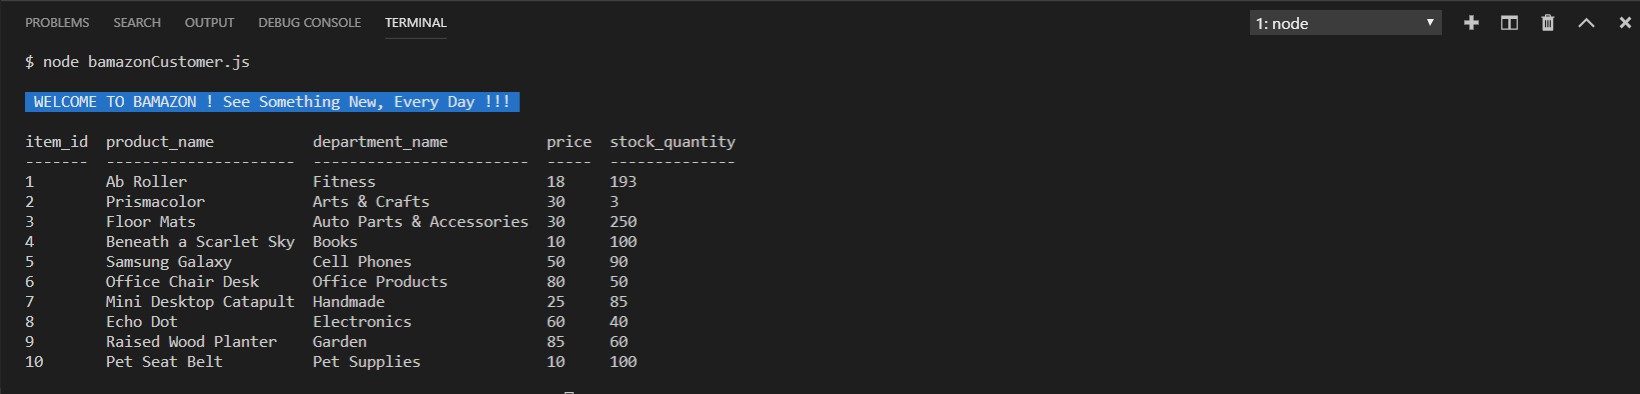 PROBLEMS SEARCH OUTPUT DEBUG CONSOLE TERMINAL 1: node
$ node bamazonCustomer.js
WELCOME TO BAMAZON ! See Something New, Every Day !!!
item_id  product_name           department_name           price  stock_quantity
-------  ---------------------  ------------------------  -----  --------------
1        Ab Roller              Fitness                   18     193
2        Prismacolor            Arts & Crafts             30     3
3        Floor Mats             Auto Parts & Accessories  30     250
4        Beneath a Scarlet Sky  Books                     10     100
5        Samsung Galaxy         Cell Phones               50     90
6        Office Chair Desk      Office Products           80     50
7        Mini Desktop Catapult  Handmade                  25     85
8        Echo Dot               Electronics               60     40
9        Raised Wood Planter    Garden                    85     60
10       Pet Seat Belt          Pet Supplies              10     100